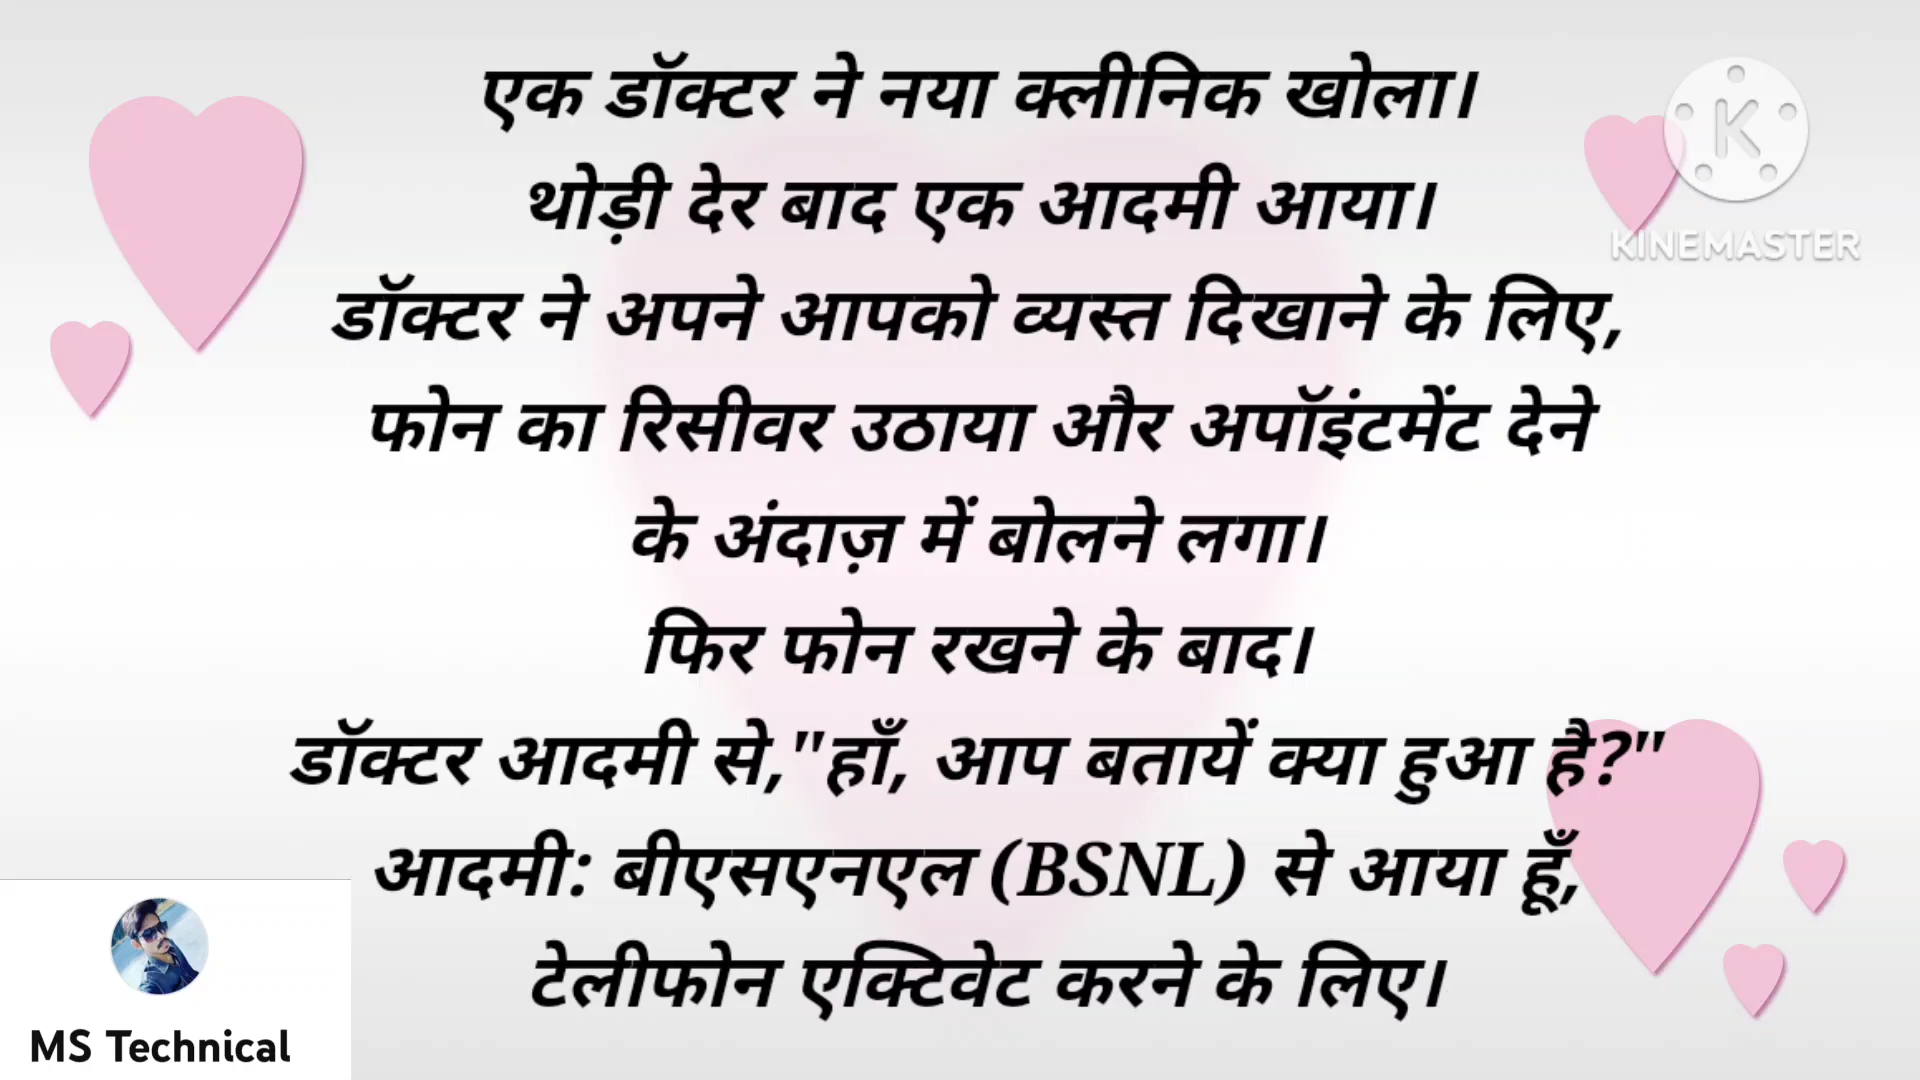 एक डॉक्टर ने नया क्लीनिक खोला।
थोड़ी देर बाद एक आदमी आया।
डॉक्टर ने अपने आपको व्यस्त दिखाने के लिए,
फोन का रिसीवर उठाया और अपॉइंटमेंट देने
के अंदाज़ में बोलने लगा।
फिर फोन रखने के बाद।
डॉक्टर आदमी से,"हाँ, आप बतायें क्या हुआ है?"
आदमी: बीएसएनएल (BSNL) से आया हूँ,
टेलीफोन एक्टिवेट करने के लिए।
K
KINEMASTER
MS Technical